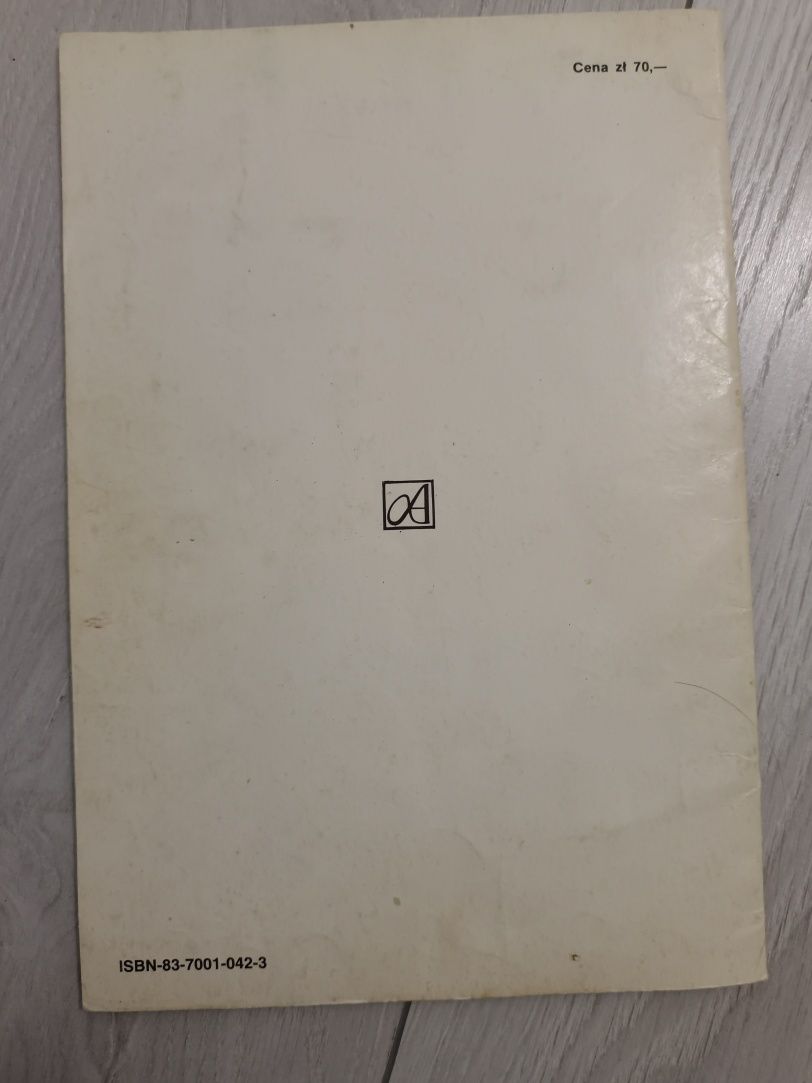 Cena zł 70,—
A
ISBN-83-7001-042-3